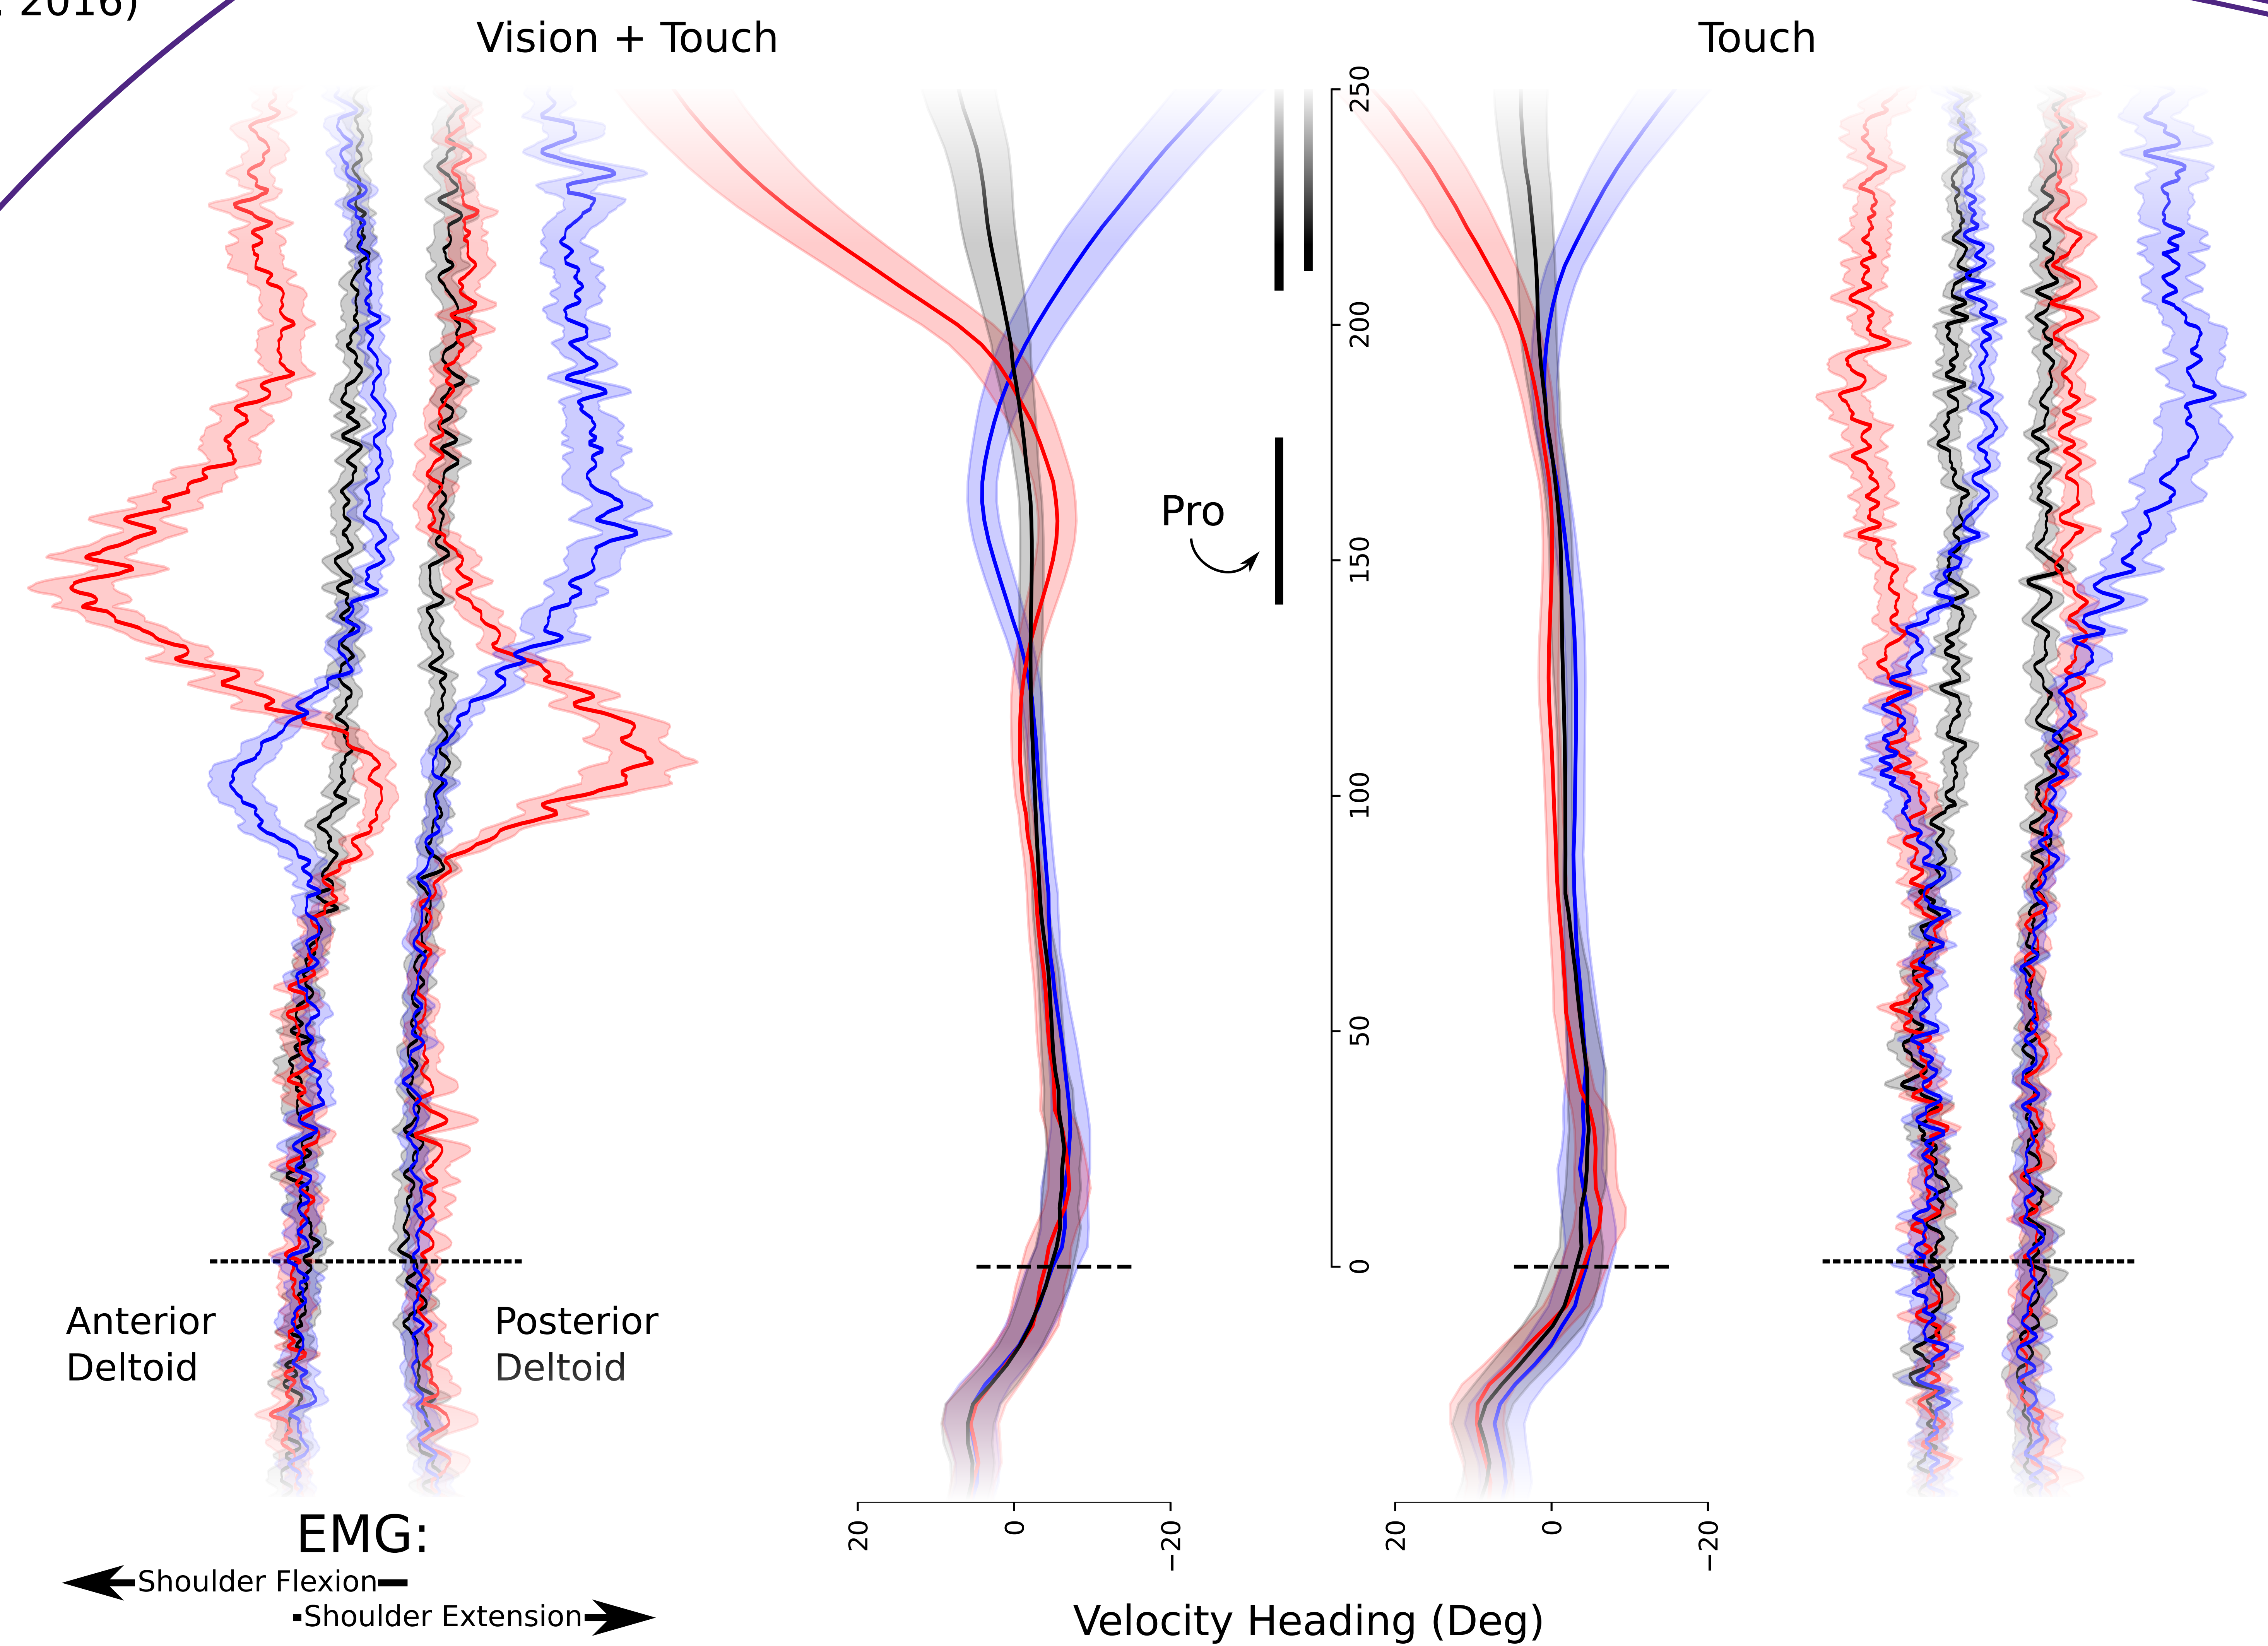 2016)
Vision + Touch
Touch
250
200
150
100
50
0
Pro
Anterior
Deltoid
Posterior
Deltoid
EMG:
Shoulder Flexion
Shoulder Extension
20
0
−20
20
0
−20
Velocity Heading (Deg)